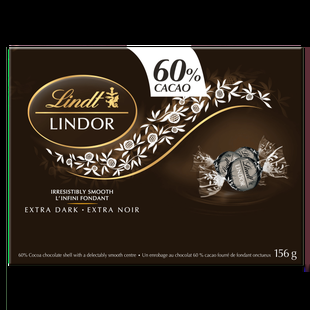 60%
CACAO
Lindt
LINDOR
IRRESISTIBLY SMOOTH
L'INFINI FONDANT
EXTRA DARK • EXTRA NOIR
60% Cocoa chocolate shell with a delectably smooth centre • Un enrobage au chocolat 60 % cacao fourré de fondant onctueux
156 g